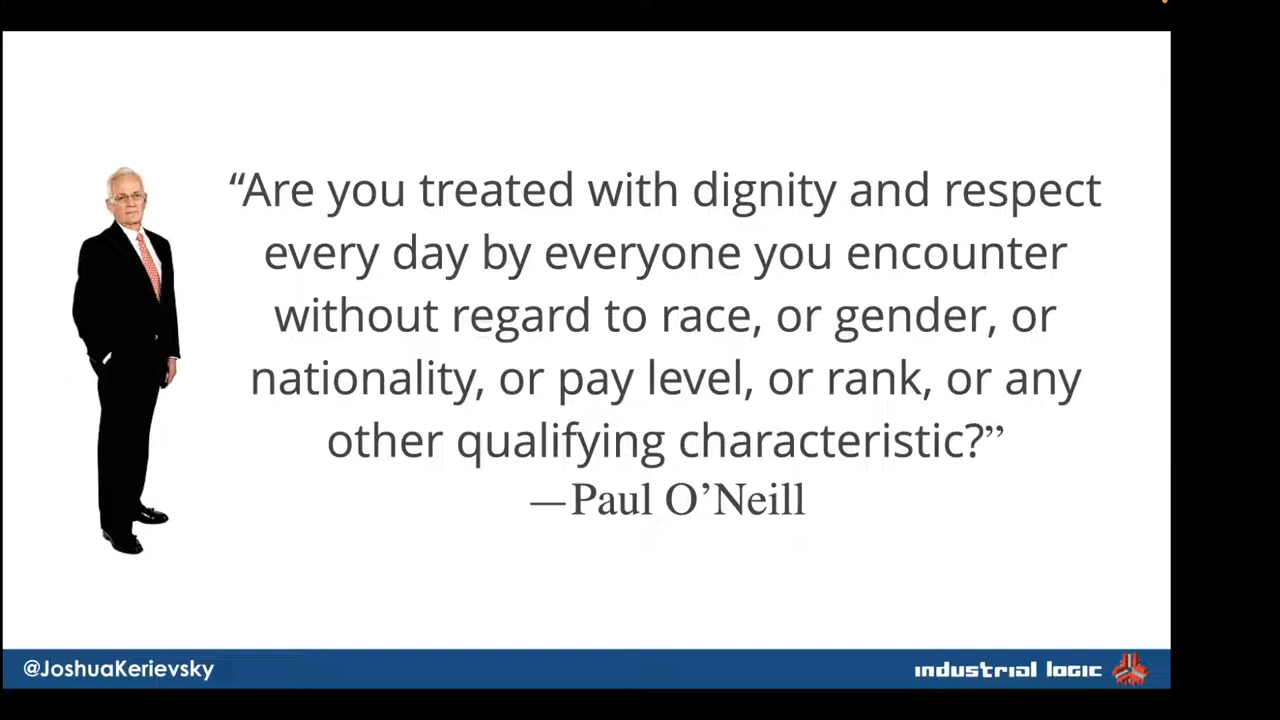 “Are you treated with dignity and respect
every day by everyone you encounter
without regard to race, or gender, or
nationality, or pay level, or rank, or any
other qualifying characteristic?”
—Paul O’Neill
@JoshuaKerievsky
industrial logic